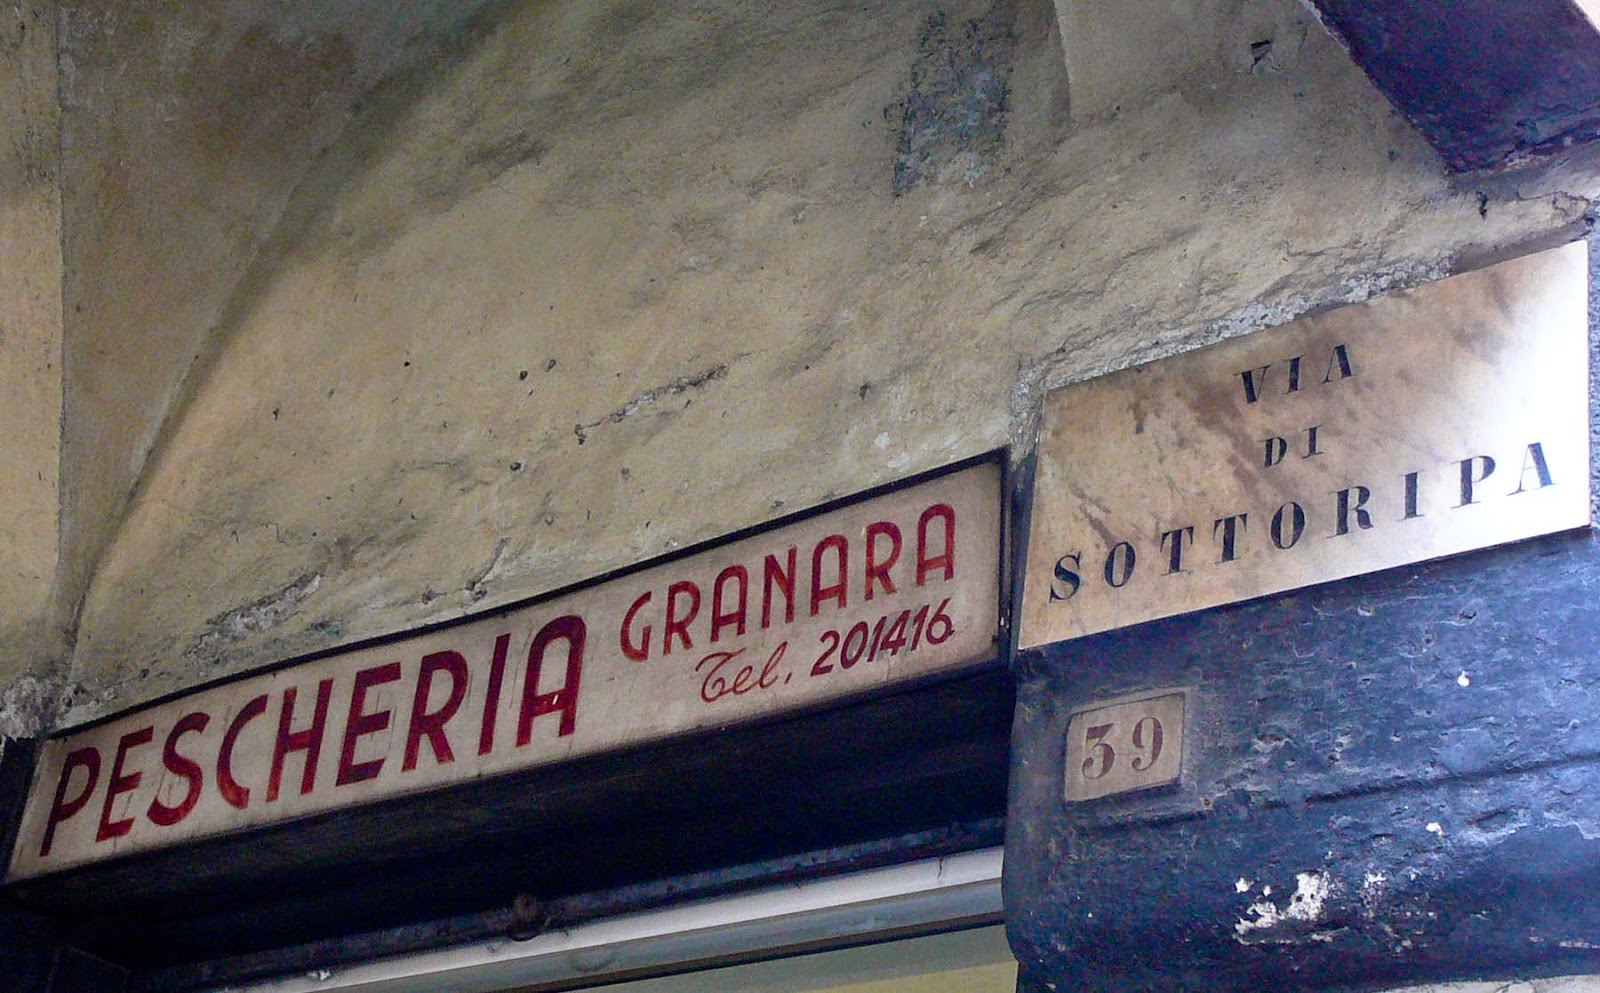 PESCHERIA GRANARA
Tel. 201416
VIA
DI
SOTTORIPA
39